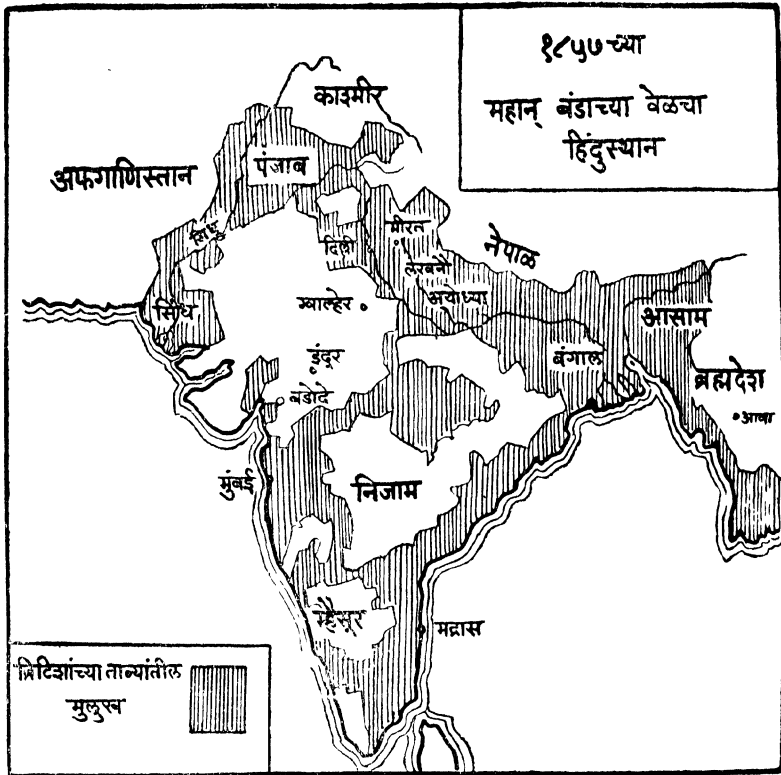 १८५७च्या
महान् बंडाच्या वेळचा
हिंदुस्थान
काश्मीर
अफगाणिस्तान
पंजाब
सिंधू
मीरत
दिल्ली
नेपाळ
लखनौ
अयोध्या
सिंध
ग्वाल्हेर
आसाम
इंदूर
बंगाल
ब्रह्मदेश
बडोदे
आवा
मुंबई
निजाम
म्हैसूर
मद्रास
ब्रिटिशांच्या ताब्यांतील
मुलुख